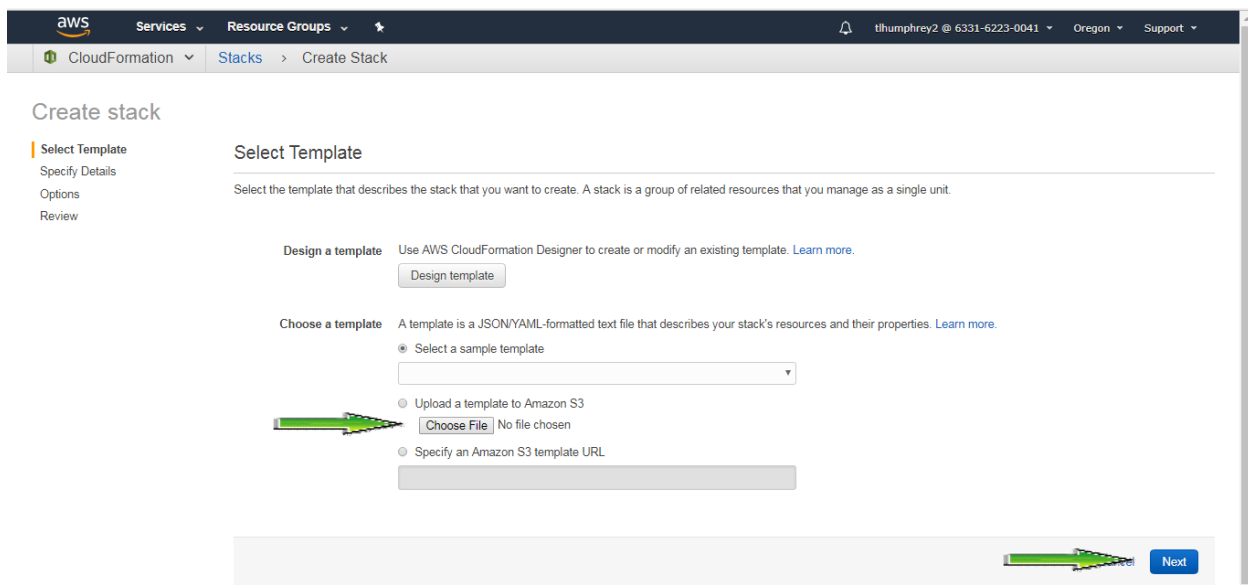 aws Services Resource Groups tlhumphrey2 @ 6331-6223-0041 Oregon Support
CloudFormation Stacks > Create Stack
Create stack
Select Template
Specify Details
Options
Review
Select Template
Select the template that describes the stack that you want to create. A stack is a group of related resources that you manage as a single unit.
Design a template Use AWS CloudFormation Designer to create or modify an existing template. Learn more.
Design template
Choose a template A template is a JSON/YAML-formatted text file that describes your stack's resources and their properties. Learn more.
Select a sample template
Upload a template to Amazon S3
Choose File No file chosen
Specify an Amazon S3 template URL
Next